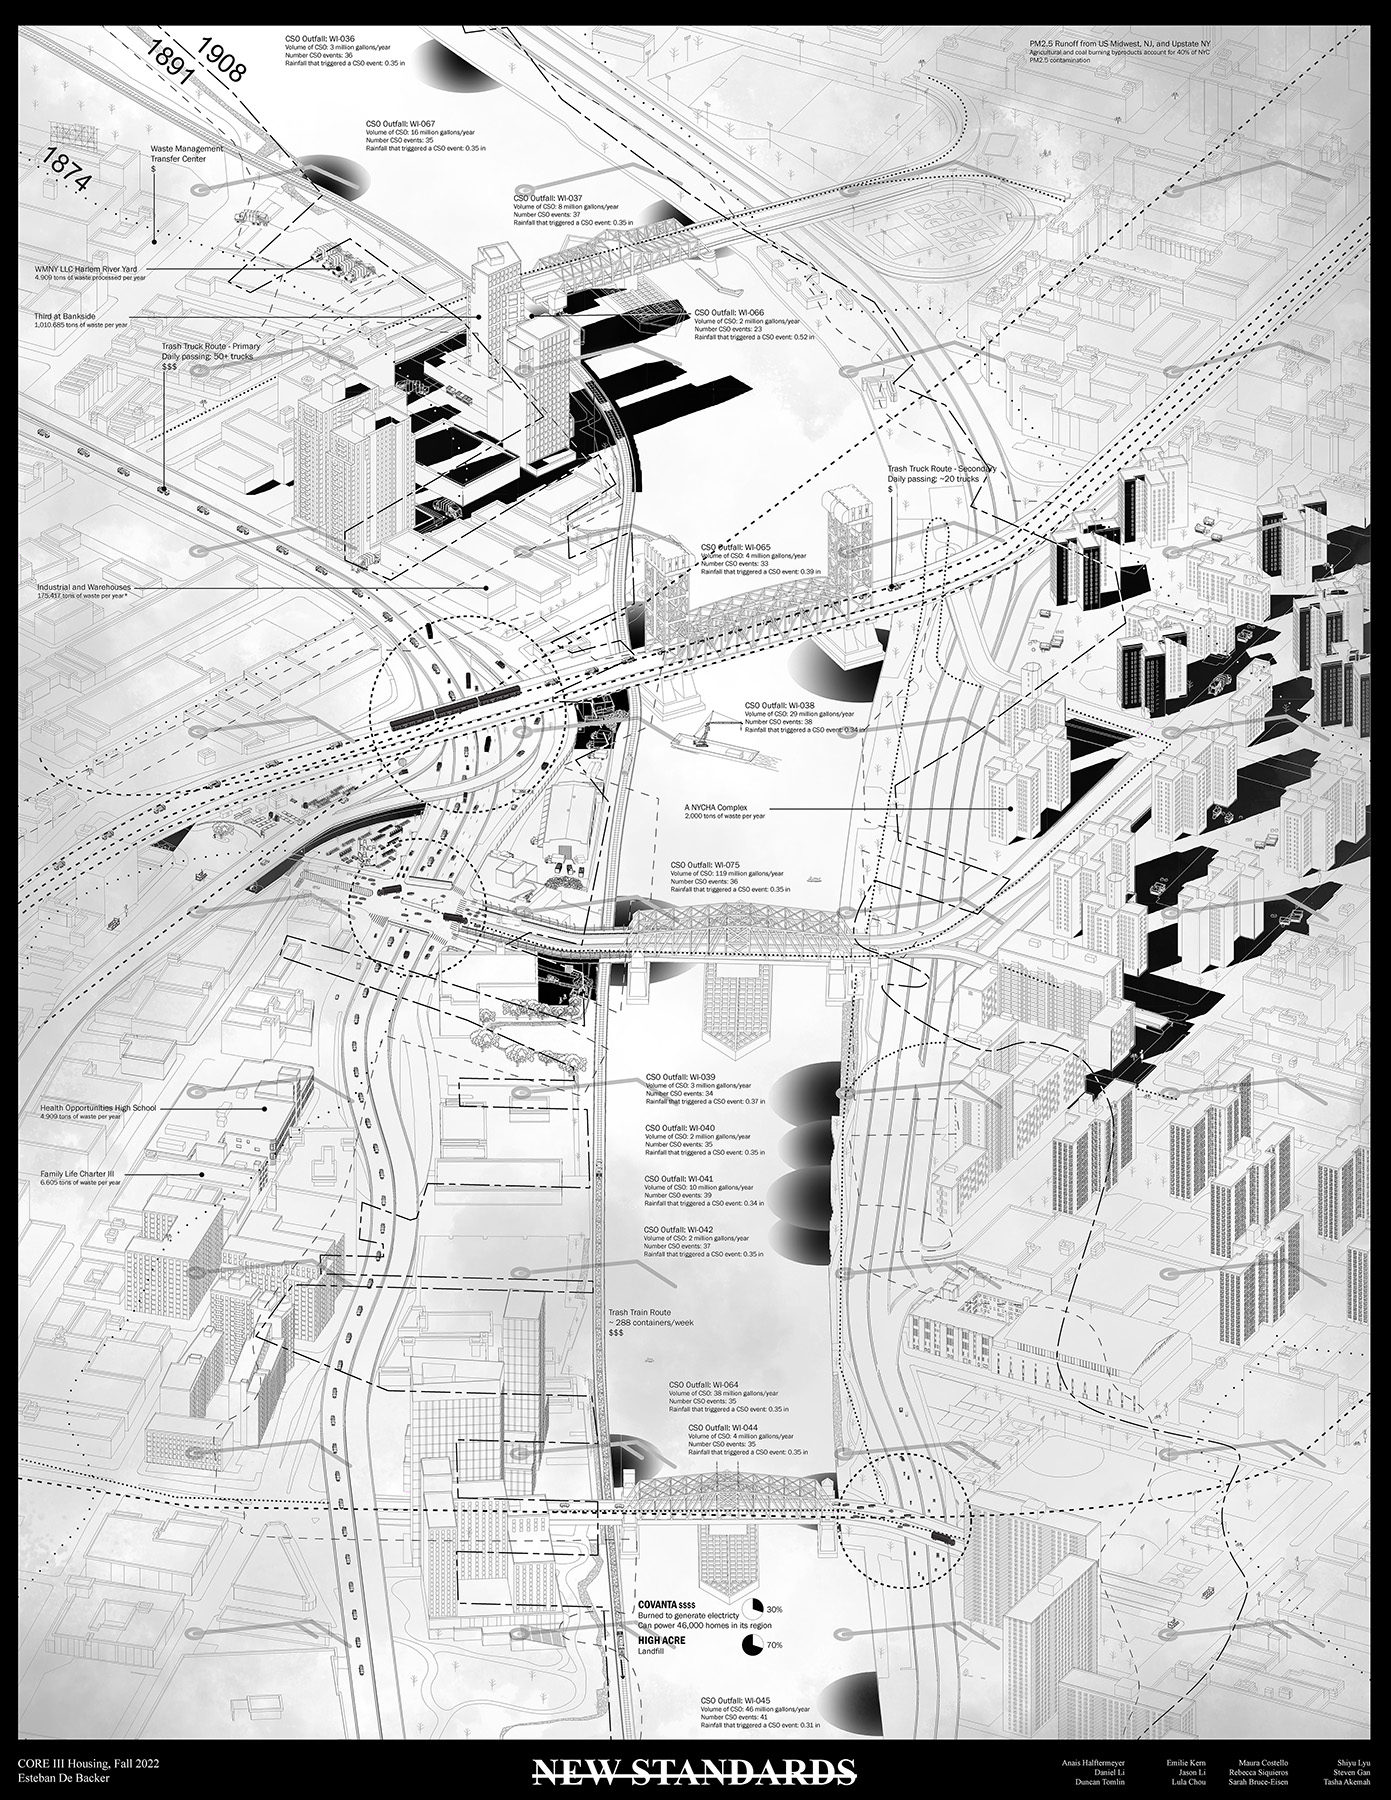 1908
1891
1874
CSO Outfall: WI-036
Volume of CSO: 3 million gallons/year
Number CSO events: 36
Rainfall that triggered a CSO event: 0.35 in
PM2.5 Runoff from US Midwest, NJ, and Upstate NY
Agricultural and coal burning byproducts account for 40% of NYC
PM2.5 contamination
CSO Outfall: WI-067
Volume of CSO: 16 million gallons/year
Number CSO events: 35
Rainfall that triggered a CSO event: 0.35 in
Waste Management
Transfer Center
$
CSO Outfall: WI-037
Volume of CSO: 8 million gallons/year
Number CSO events: 37
Rainfall that triggered a CSO event: 0.35 in
WMNY LLC Harlem River Yard
4.909 tons of waste processed per year
Third at Bankside
1,010.685 tons of waste per year
CSO Outfall: WI-066
Volume of CSO: 2 million gallons/year
Number CSO events: 23
Rainfall that triggered a CSO event: 0.52 in
Trash Truck Route - Primary
Daily passing: 50+ trucks
$$$
Trash Truck Route - Secondary
Daily passing: ~20 trucks
$
CSO Outfall: WI-065
Volume of CSO: 4 million gallons/year
Number CSO events: 33
Rainfall that triggered a CSO event: 0.39 in
Industrial and Warehouses
175,417 tons of waste per year*
CSO Outfall: WI-038
Volume of CSO: 29 million gallons/year
Number CSO events: 38
Rainfall that triggered a CSO event: 0.34 in
A NYCHA Complex
2,000 tons of waste per year
CSO Outfall: WI-075
Volume of CSO: 119 million gallons/year
Number CSO events: 36
Rainfall that triggered a CSO event: 0.35 in
CSO Outfall: WI-039
Volume of CSO: 3 million gallons/year
Number CSO events: 34
Rainfall that triggered a CSO event: 0.37 in
Health Opportunities High School
4.909 tons of waste per year
CSO Outfall: WI-040
Volume of CSO: 2 million gallons/year
Number CSO events: 35
Rainfall that triggered a CSO event: 0.35 in
Family Life Charter III
6.605 tons of waste per year
CSO Outfall: WI-041
Volume of CSO: 10 million gallons/year
Number CSO events: 39
Rainfall that triggered a CSO event: 0.34 in
CSO Outfall: WI-042
Volume of CSO: 2 million gallons/year
Number CSO events: 37
Rainfall that triggered a CSO event: 0.35 in
Trash Train Route
~ 288 containers/week
$$$
CSO Outfall: WI-064
Volume of CSO: 38 million gallons/year
Number CSO events: 35
Rainfall that triggered a CSO event: 0.35 in
CSO Outfall: WI-044
Volume of CSO: 4 million gallons/year
Number CSO events: 35
Rainfall that triggered a CSO event: 0.35 in
COVANTA $$$$
Burned to generate electricty
Can power 46,000 homes in its region
30%
HIGH ACRE
Landfill
70%
CSO Outfall: WI-045
Volume of CSO: 46 million gallons/year
Number CSO events: 41
Rainfall that triggered a CSO event: 0.31 in
CORE III Housing, Fall 2022
Esteban De Backer
NEW STANDARDS
Anais Halftermeyer
Daniel Li
Duncan Tomlin
Emilie Kern
Jason Li
Lula Chou
Maura Costello
Rebecca Siqueiros
Sarah Bruce-Eisen
Shiyu Lyu
Steven Gan
Tasha Akemah